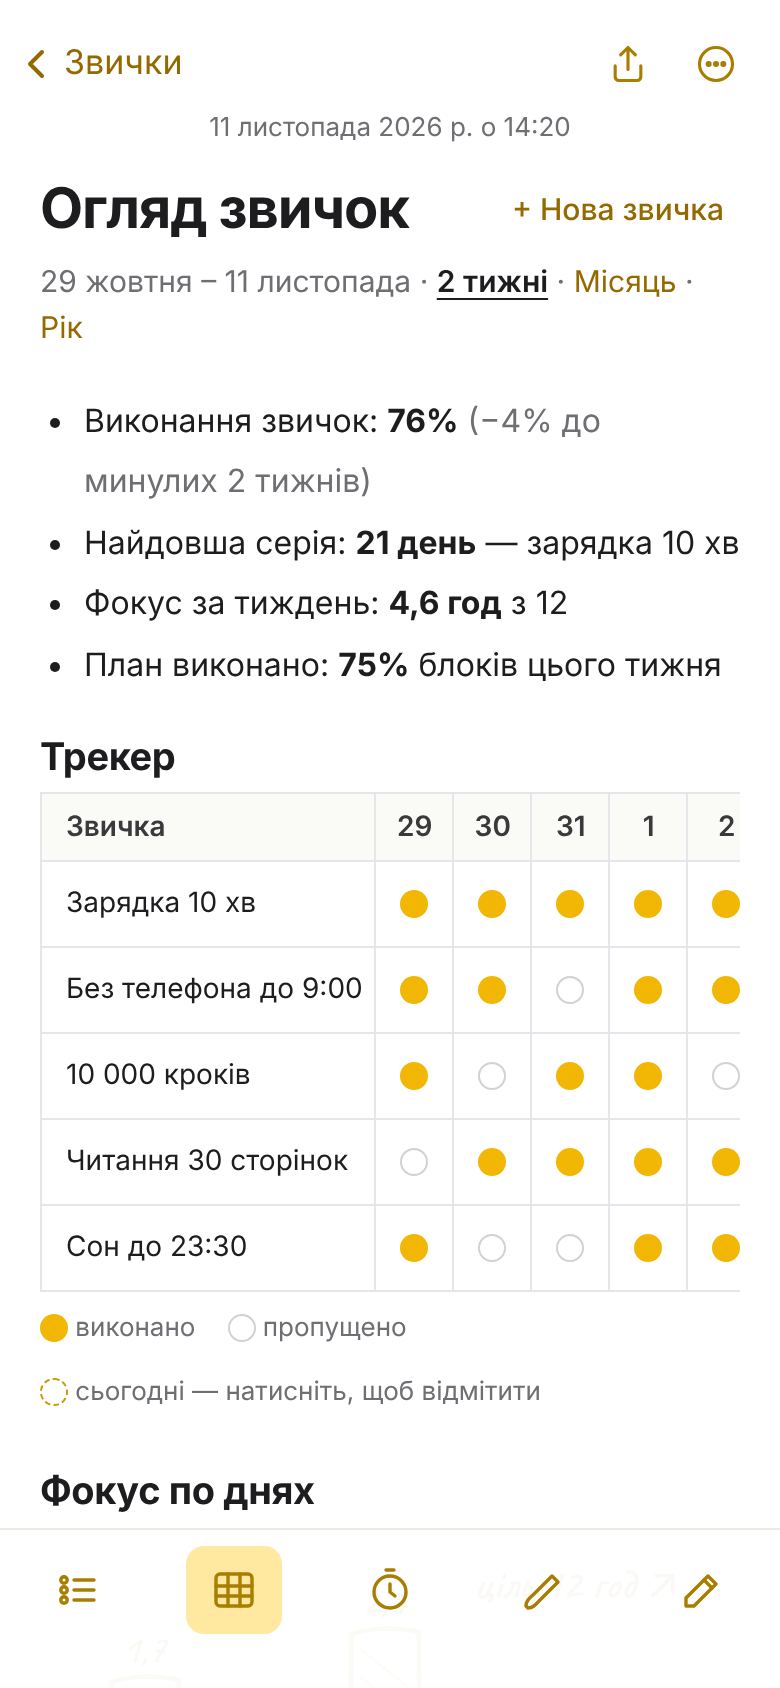 Звички
11 листопада 2026 р. о 14:20
Огляд звичок
+ Нова звичка
29 жовтня – 11 листопада · 2 тижні · Місяць ·
Рік
• Виконання звичок: 76% (−4% до
минулих 2 тижнів)
• Найдовша серія: 21 день — зарядка 10 хв
• Фокус за тиждень: 4,6 год з 12
• План виконано: 75% блоків цього тижня
Трекер
Звичка 29 30 31 1 2
Зарядка 10 хв
Без телефона до 9:00
10 000 кроків
Читання 30 сторінок
Сон до 23:30
виконано пропущено
сьогодні — натисніть, щоб відмітити
Фокус по днях
2 год
1,7